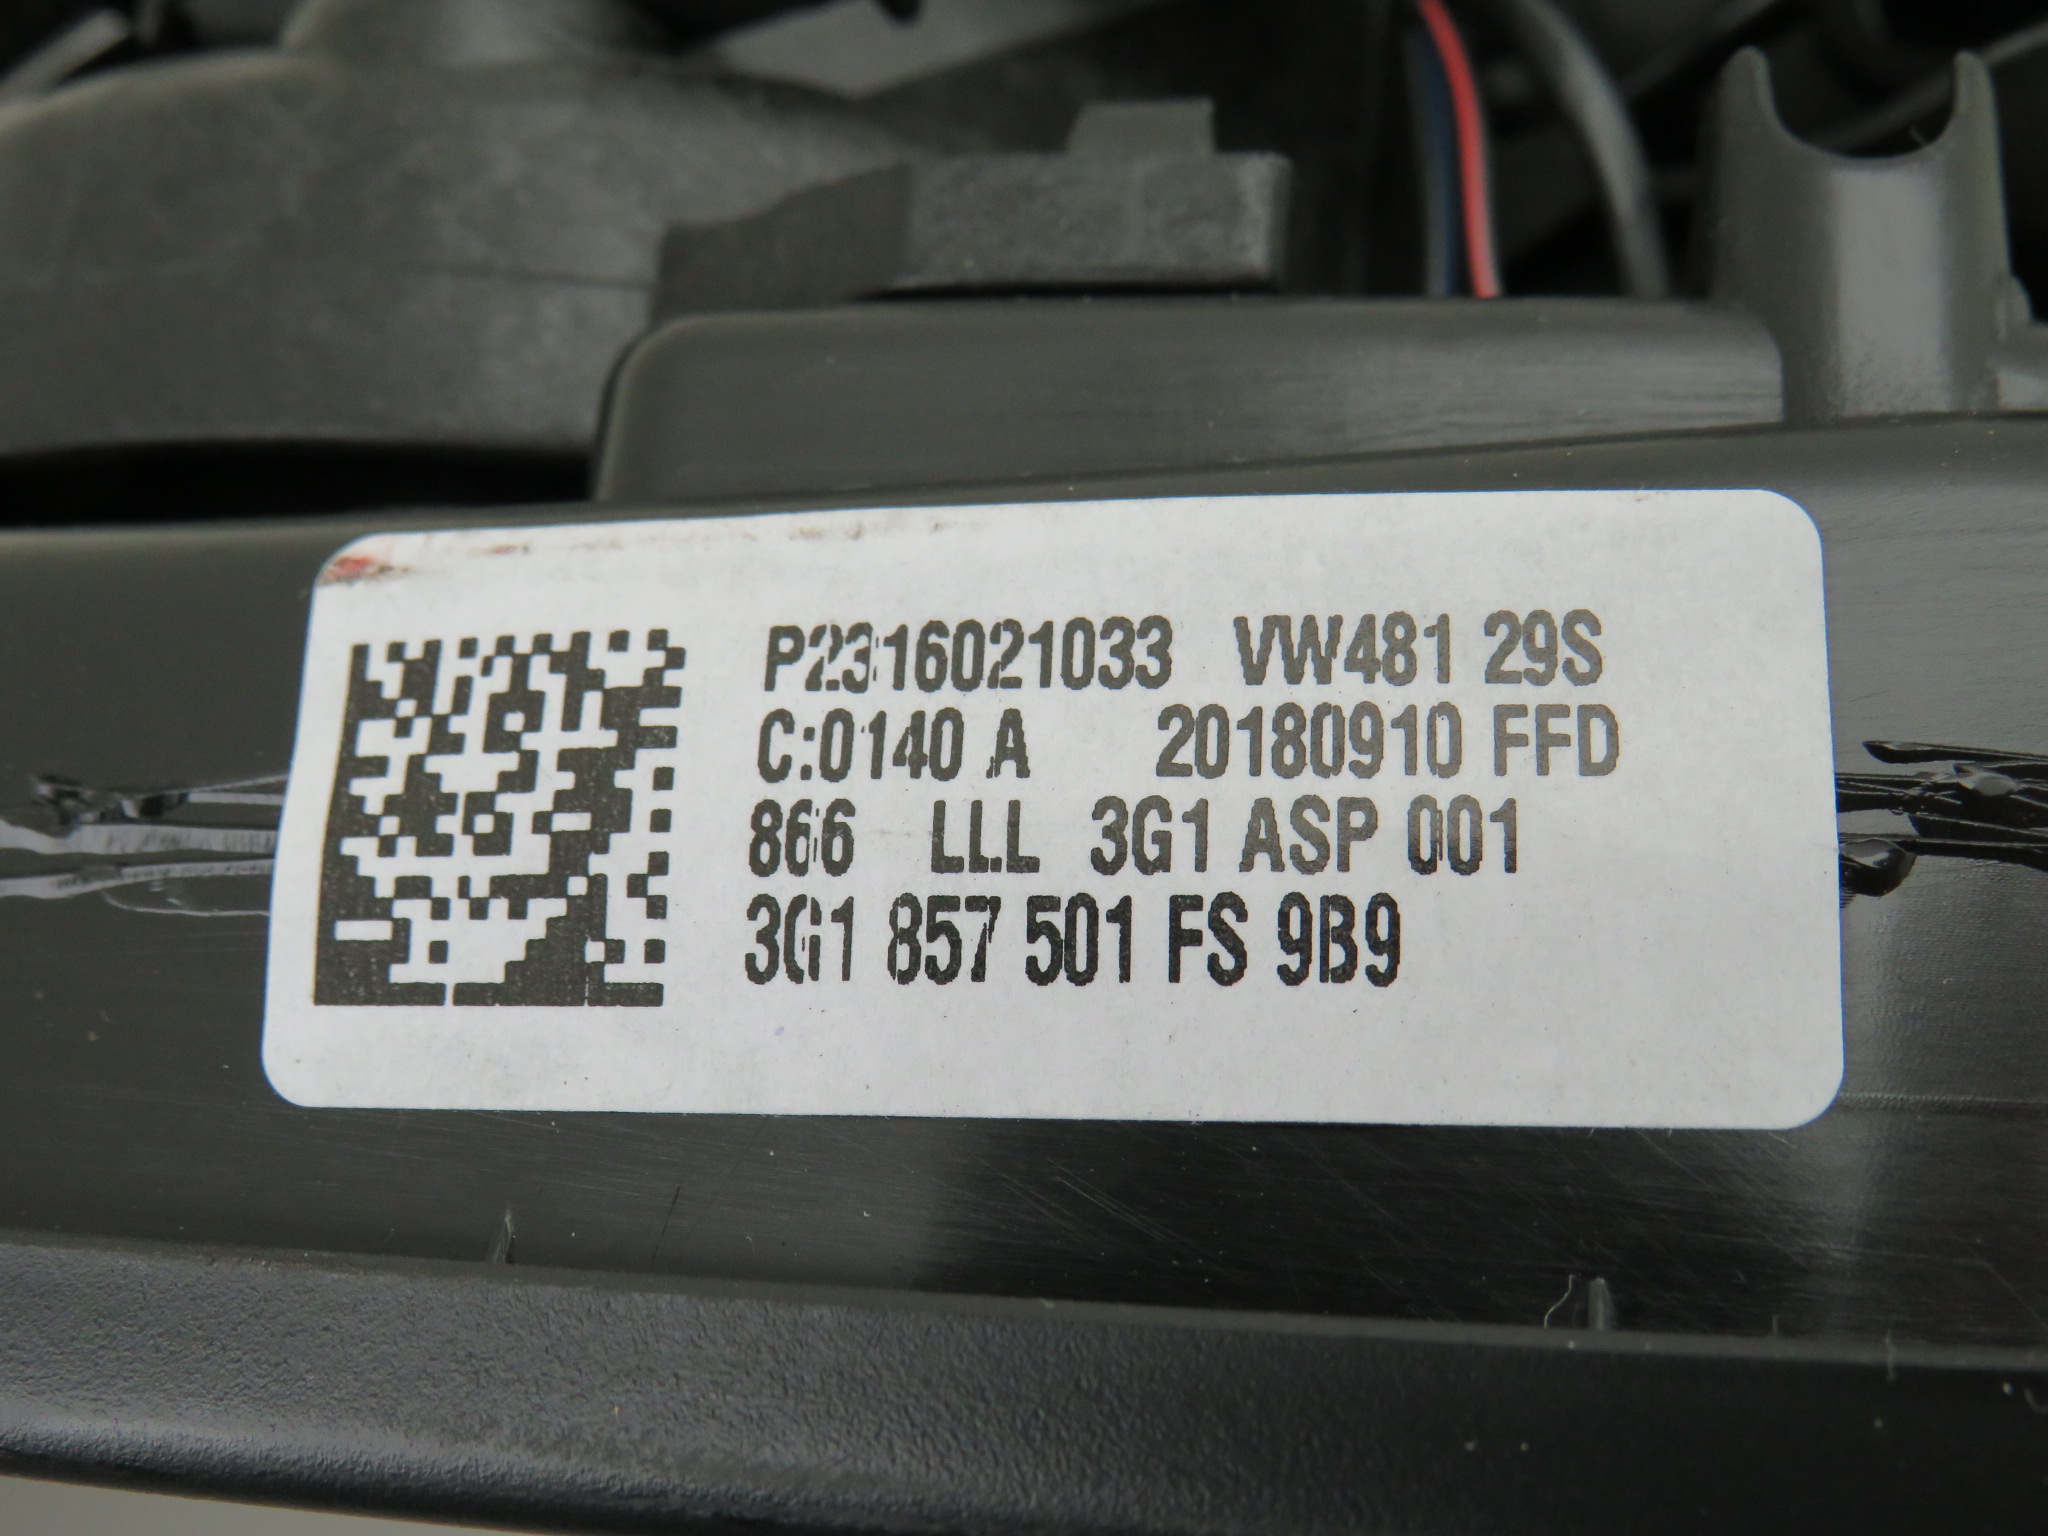 P2316021033 VW481 29S
C:0140 A 20180910 FFD
866 LLL 3G1 ASP 001
3G1 857 501 FS 9B9